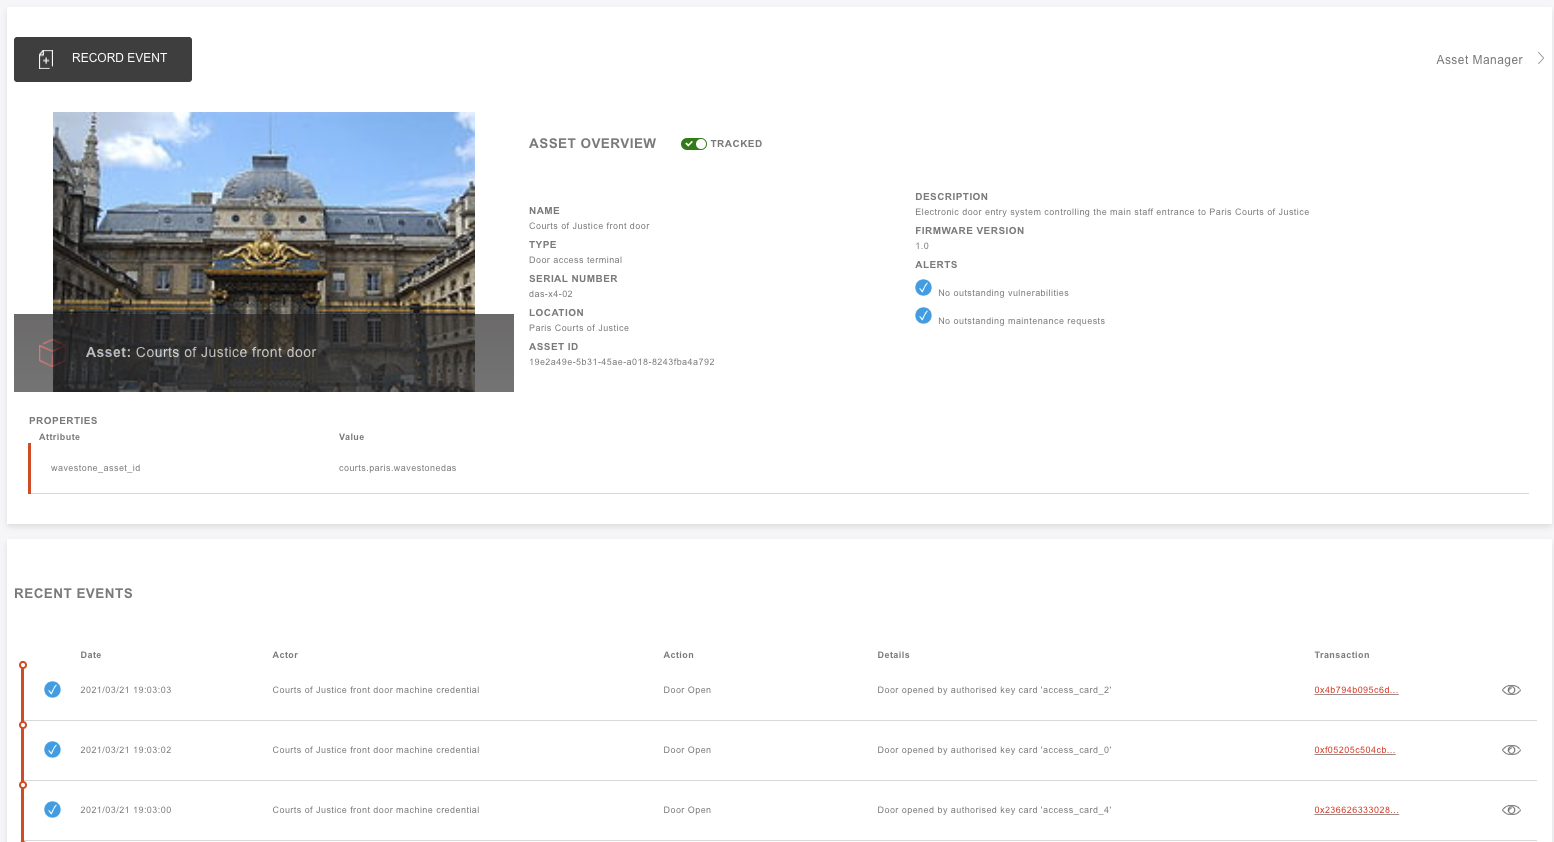 RECORD EVENT
Asset Manager
ASSET OVERVIEW TRACKED
NAME
Courts of Justice front door
TYPE
Door access terminal
SERIAL NUMBER
das-x4-02
LOCATION
Paris Courts of Justice
ASSET ID
19e2a49e-5b31-45ae-a018-8243fba4a792
DESCRIPTION
Electronic door entry system controlling the main staff entrance to Paris Courts of Justice
FIRMWARE VERSION
1.0
ALERTS
No outstanding vulnerabilities
No outstanding maintenance requests
Asset: Courts of Justice front door
PROPERTIES
Attribute Value
wavestone_asset_id courts.paris.wavestonedas
RECENT EVENTS
Date Actor Action Details Transaction
2021/03/21 19:03:03 Courts of Justice front door machine credential Door Open Door opened by authorised key card 'access_card_2' 0x4b794b095c6d...
2021/03/21 19:03:02 Courts of Justice front door machine credential Door Open Door opened by authorised key card 'access_card_0' 0xf05205c504cb...
2021/03/21 19:03:00 Courts of Justice front door machine credential Door Open Door opened by authorised key card 'access_card_4' 0x236626333028...